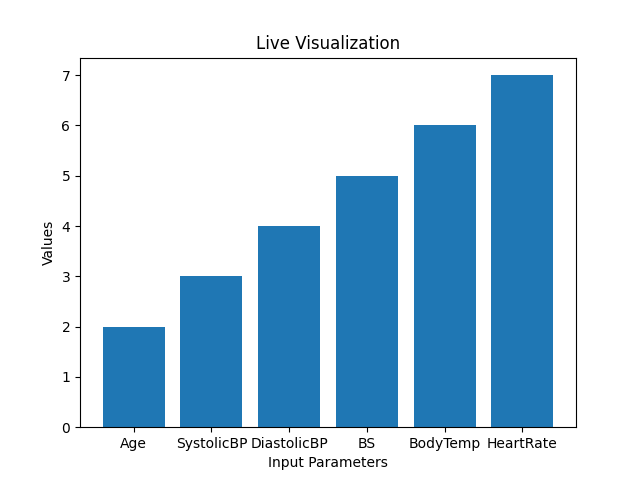 Live Visualization
Values
7
6
5
4
3
2
1
0
Age SystolicBP DiastolicBP BS BodyTemp HeartRate
Input Parameters